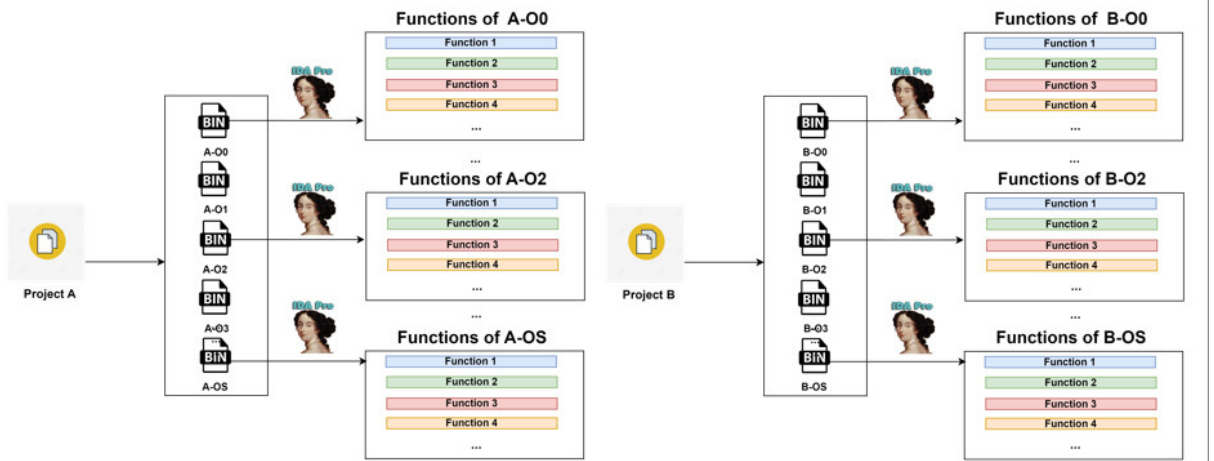 Functions of A-O0
Function 1
Function 2
Function 3
Function 4
...
IDA Pro
BIN
A-O0
...
BIN
A-O1
Functions of A-O2
Function 1
Function 2
Function 3
Function 4
...
IDA Pro
BIN
A-O2
Project A
...
BIN
A-O3
...
IDA Pro
Functions of A-OS
Function 1
Function 2
Function 3
Function 4
...
BIN
A-OS
Functions of B-O0
Function 1
Function 2
Function 3
Function 4
...
IDA Pro
BIN
B-O0
...
BIN
B-O1
Functions of B-O2
Function 1
Function 2
Function 3
Function 4
...
IDA Pro
BIN
B-O2
Project B
...
BIN
B-O3
...
IDA Pro
Functions of B-OS
Function 1
Function 2
Function 3
Function 4
...
BIN
B-OS